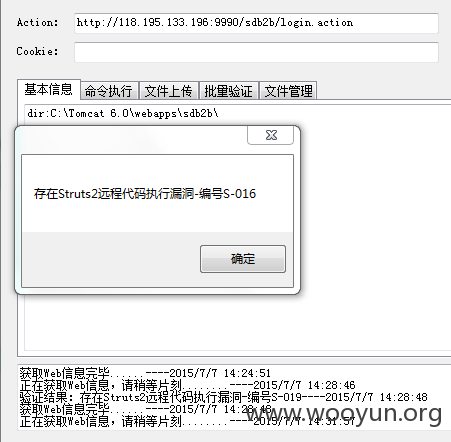 Action: http://118.195.133.196:9990/sdb2b/login.action
Cookie:
基本信息 命令执行 文件上传 批量验证 文件管理
dir:C:\Tomcat 6.0\webapps\sdb2b\
存在Struts2远程代码执行漏洞-编号S-016
确定
获取Web信息完毕......----2015/7/7 14:24:51
正在获取Web信息，请稍等片刻........----2015/7/7 14:28:46
验证结果：存在Struts2远程代码执行漏洞-编号S-019----2015/7/7 14:28:48
获取Web信息完毕......----2015/7/7 14:28:48
正在获取Web信息，请稍等片刻........----2015/7/7 14:31:57
www.wooyun.org